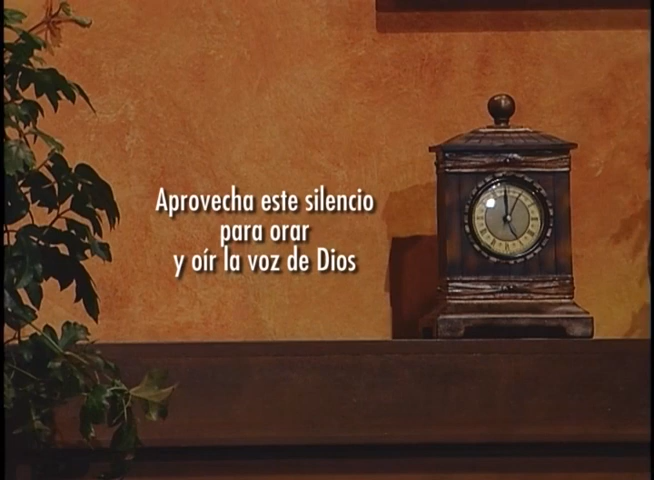 Aprovecha este silencio
para orar
y oír la voz de Dios